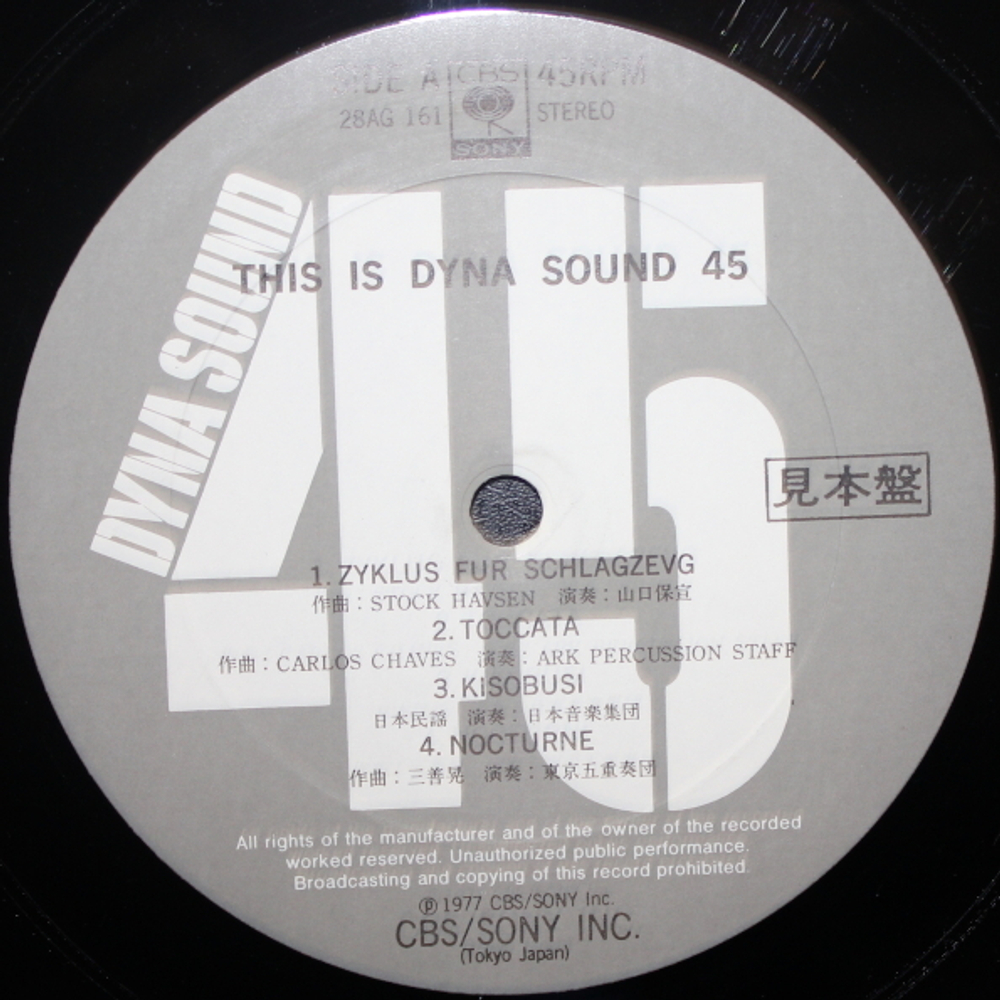 SIDE A CBS 45RPM
28AG 161 STEREO
SONY
DYNA SOUND
45
THIS IS DYNA SOUND 45
見本盤
1. ZYKLUS FUR SCHLAGZEVG
作曲：STOCK HAVSEN 演奏：山口保宣
2. TOCCATA
作曲：CARLOS CHAVES 演奏：ARK PERCUSSION STAFF
3. KISOBUSI
日本民謡 演奏：日本音楽集団
4. NOCTURNE
作曲：三善晃 演奏：東京五重奏団
All rights of the manufacturer and of the owner of the recorded
worked reserved. Unauthorized public performance.
Broadcasting and copying of this record prohibited.
℗ 1977 CBS/SONY Inc.
CBS/SONY INC.
(Tokyo Japan)